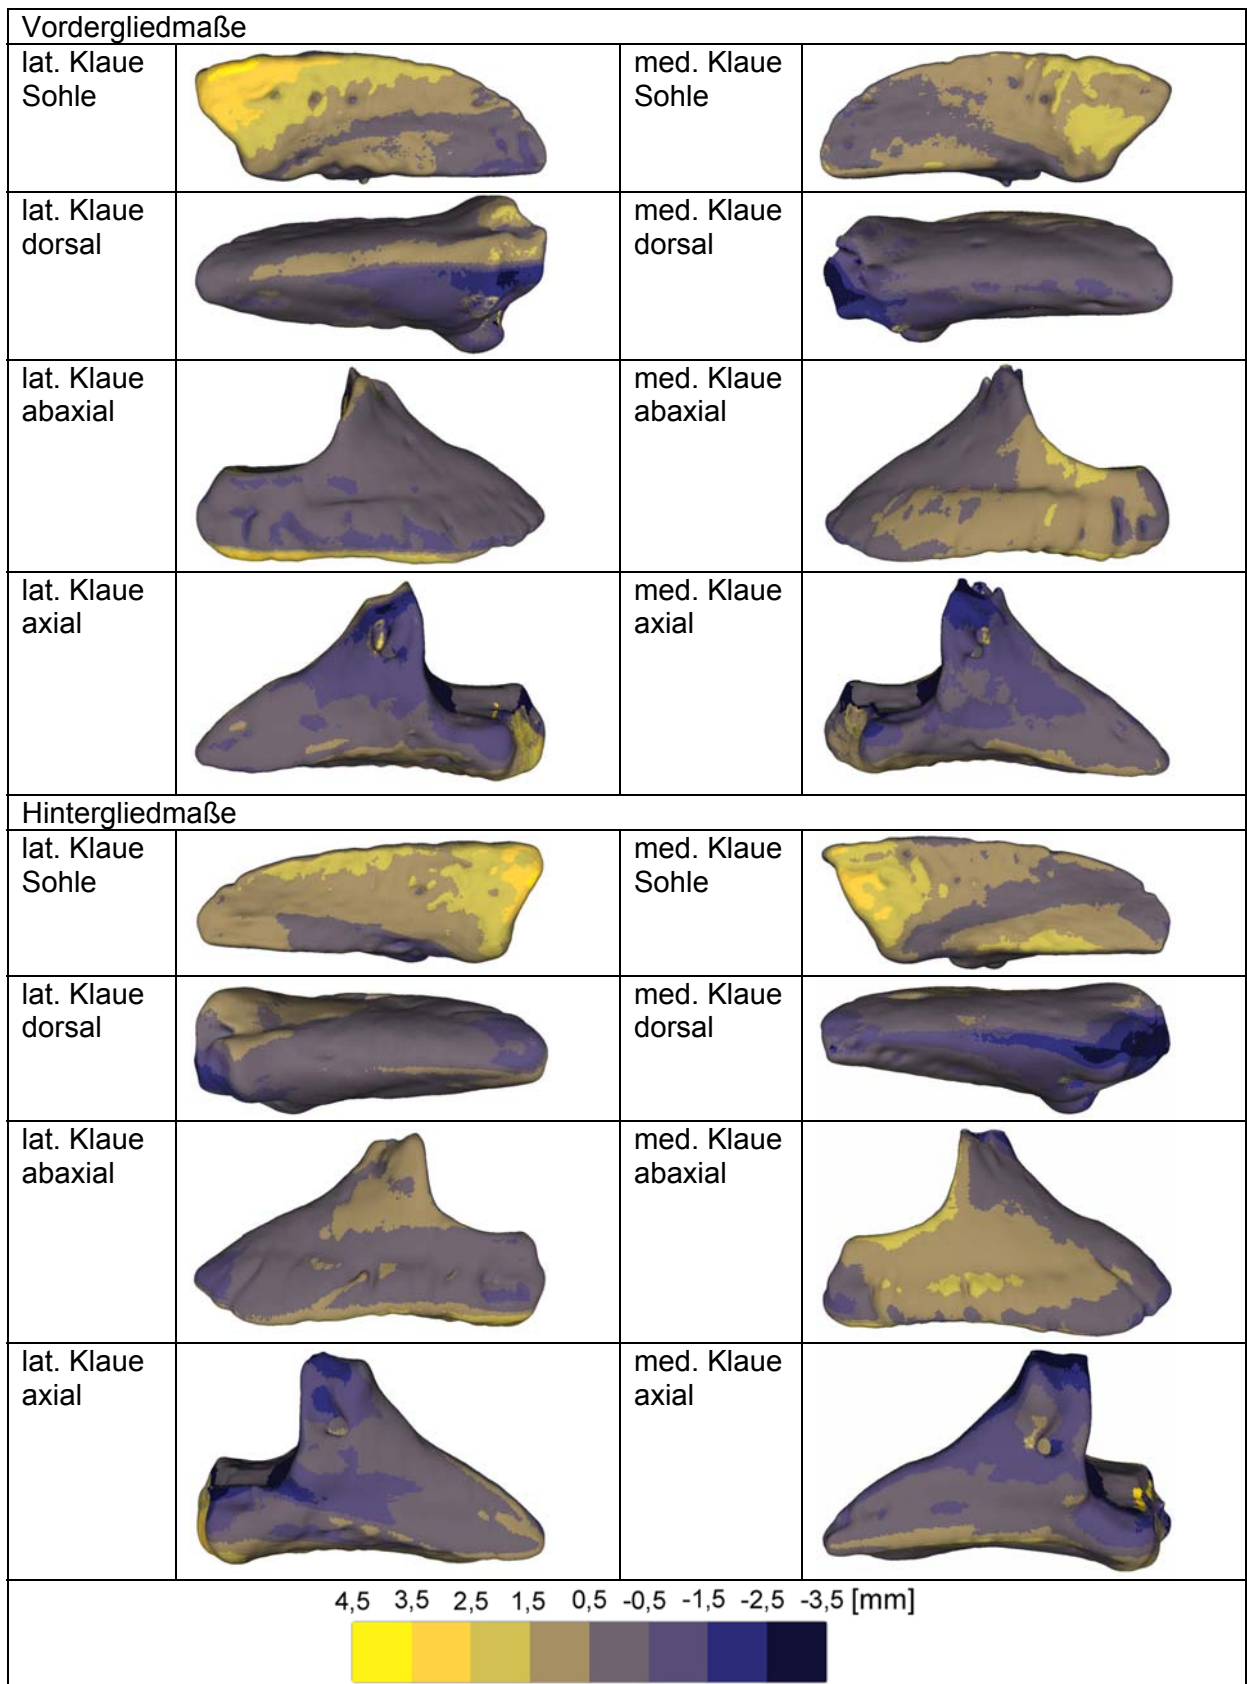 Vordergliedmaße
lat. Klaue
Sohle
med. Klaue
Sohle
lat. Klaue
dorsal
med. Klaue
dorsal
lat. Klaue
abaxial
med. Klaue
abaxial
lat. Klaue
axial
med. Klaue
axial
Hintergliedmaße
lat. Klaue
Sohle
med. Klaue
Sohle
lat. Klaue
dorsal
med. Klaue
dorsal
lat. Klaue
abaxial
med. Klaue
abaxial
lat. Klaue
axial
med. Klaue
axial
4,5 3,5 2,5 1,5 0,5 -0,5 -1,5 -2,5 -3,5 [mm]